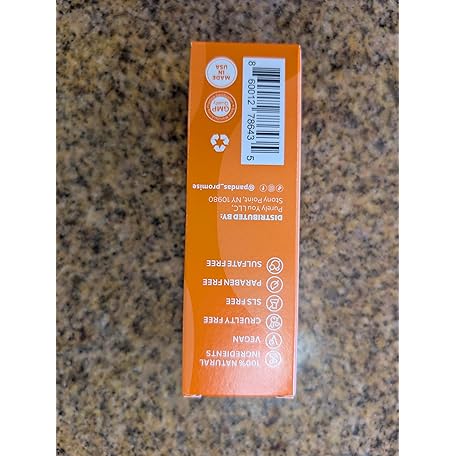 100% NATURAL
INGREDIENTS
VEGAN
CRUELTY FREE
SLS FREE
PARABEN FREE
SULFATE FREE
DISTRIBUTED BY:
Purely You LLC,
Stony Point, NY 10980
@pandas_promise
GMP
Quality
MADE
IN
USA
8 60012 78643 5